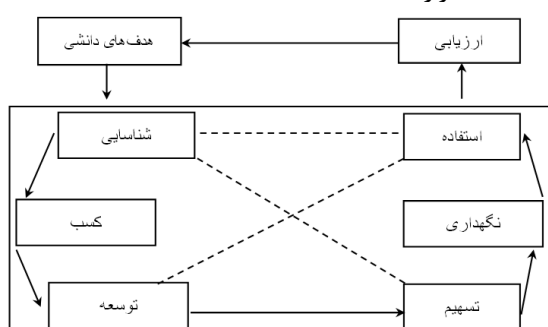 هدف‌های دانشی
ارزیابی
شناسایی
استفاده
کسب
نگهداری
توسعه
تسهیم